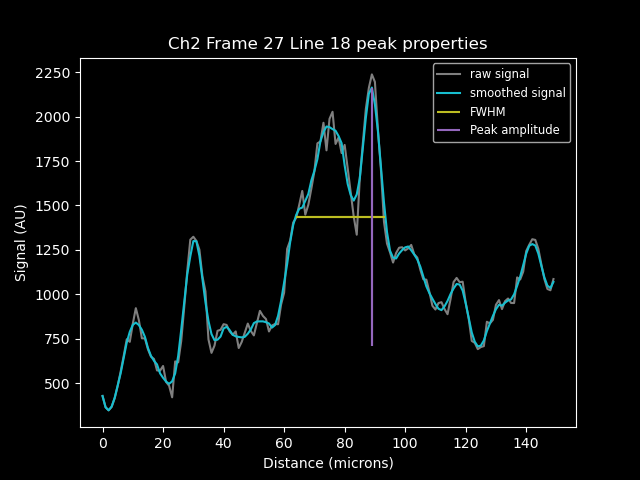 Ch2 Frame 27 Line 18 peak properties
raw signal
smoothed signal
FWHM
Peak amplitude
2250
2000
1750
1500
1250
1000
750
500
Signal (AU)
0 20 40 60 80 100 120 140
Distance (microns)